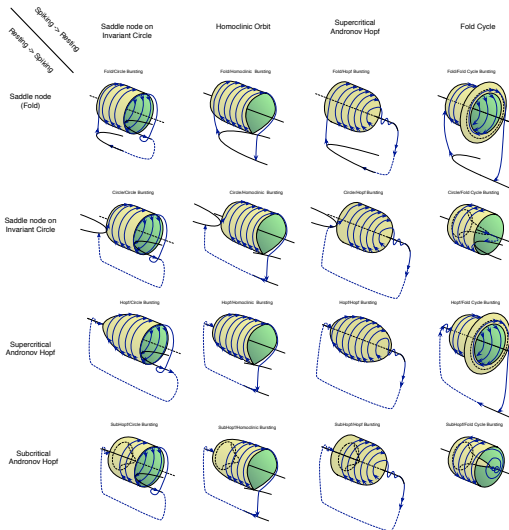 Spiking -> Resting
Resting -> Spiking
Saddle node on
Invariant Circle
Homoclinic Orbit
Supercritical
Andronov Hopf
Fold Cycle
Saddle node
(Fold)
Fold/Circle Bursting
Fold/Homoclinic Bursting
Fold/Hopf Bursting
Fold/Fold Cycle Bursting
Saddle node on
Invariant Circle
Circle/Circle Bursting
Circle/Homoclinic Bursting
Circle/Hopf Bursting
Circle/Fold Cycle Bursting
Supercritical
Andronov Hopf
Hopf/Circle Bursting
Hopf/Homoclinic Bursting
Hopf/Hopf Bursting
Hopf/Fold Cycle Bursting
Subcritical
Andronov Hopf
SubHopf/Circle Bursting
SubHopf/Homoclinic Bursting
SubHopf/Hopf Bursting
SubHopf/Fold Cycle Bursting